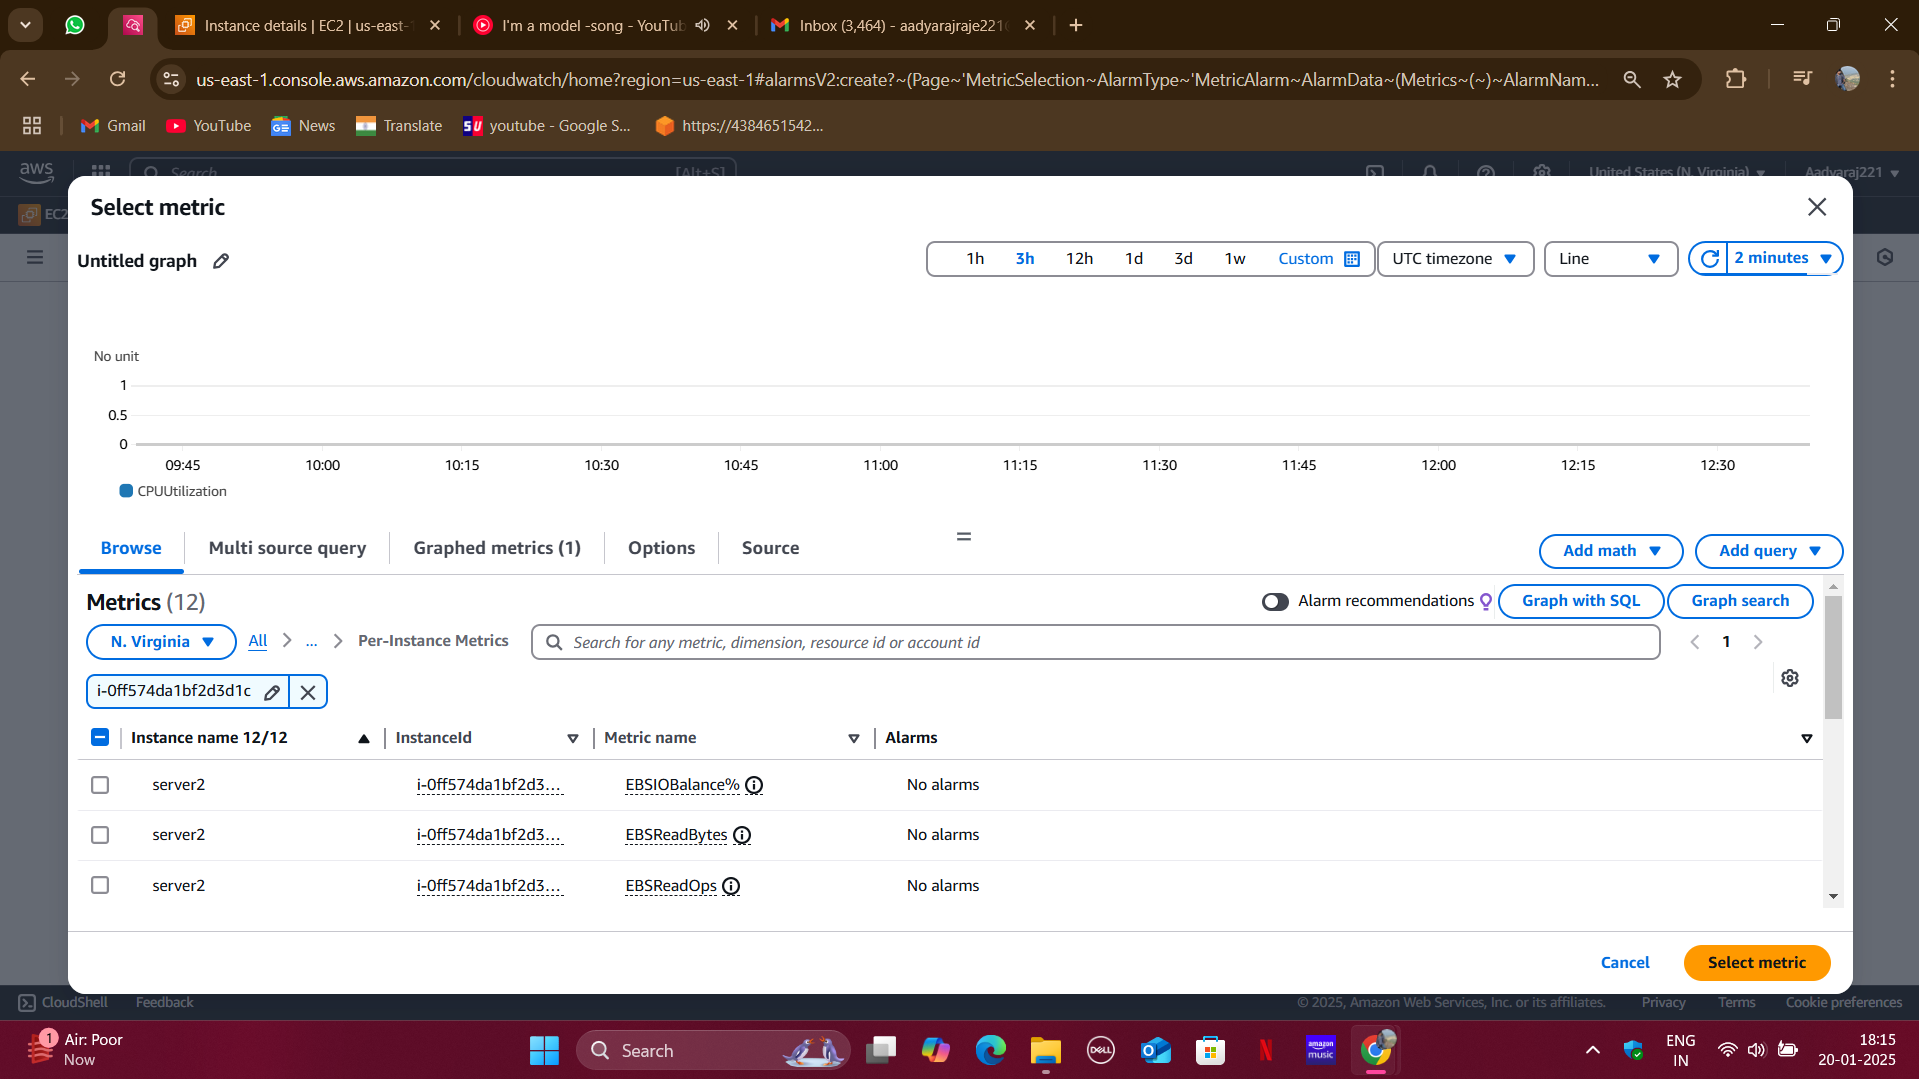 Instance details | EC2 | us-east-1
I'm a model -song - YouTub
Inbox (3,464) - aadyarajraje221
us-east-1.console.aws.amazon.com/cloudwatch/home?region=us-east-1#alarmsV2:create?~(Page~'MetricSelection~AlarmType~'MetricAlarm~AlarmData~(Metrics~(~)~AlarmNam...
Gmail
YouTube
News
Translate
youtube - Google S...
https://4384651542...
aws
Search
[Alt+S]
United States (N. Virginia)
Aadyaraj221
EC2
Select metric
Untitled graph
1h
3h
12h
1d
3d
1w
Custom
UTC timezone
Line
2 minutes
No unit
1
0.5
0
09:45
10:00
10:15
10:30
10:45
11:00
11:15
11:30
11:45
12:00
12:15
12:30
CPUUtilization
Browse
Multi source query
Graphed metrics (1)
Options
Source
Add math
Add query
Metrics (12)
Alarm recommendations
Graph with SQL
Graph search
N. Virginia
All
...
Per-Instance Metrics
Search for any metric, dimension, resource id or account id
1
i-0ff574da1bf2d3d1c
Instance name 12/12
InstanceId
Metric name
Alarms
server2
i-0ff574da1bf2d3...
EBSIOBalance%
No alarms
server2
i-0ff574da1bf2d3...
EBSReadBytes
No alarms
server2
i-0ff574da1bf2d3...
EBSReadOps
No alarms
Cancel
Select metric
CloudShell
Feedback
© 2025, Amazon Web Services, Inc. or its affiliates.
Privacy
Terms
Cookie preferences
1
Air: Poor
Now
Search
DELL
amazon
music
ENG
IN
18:15
20-01-2025